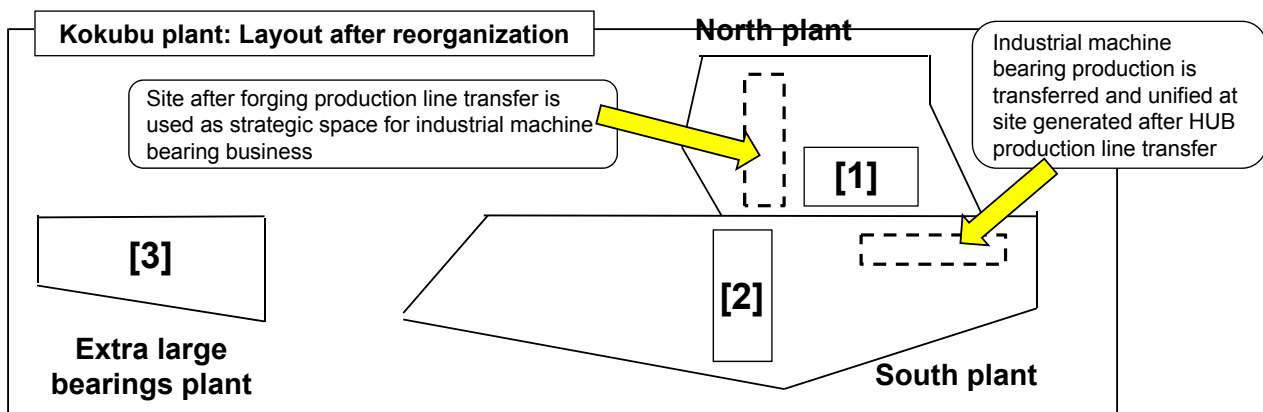 Kokubu plant: Layout after reorganization
North plant
Industrial machine
bearing production is
transferred and unified at
site generated after HUB
production line transfer
Site after forging production line transfer is
used as strategic space for industrial machine
bearing business
[1]
[3]
[2]
Extra large
bearings plant
South plant